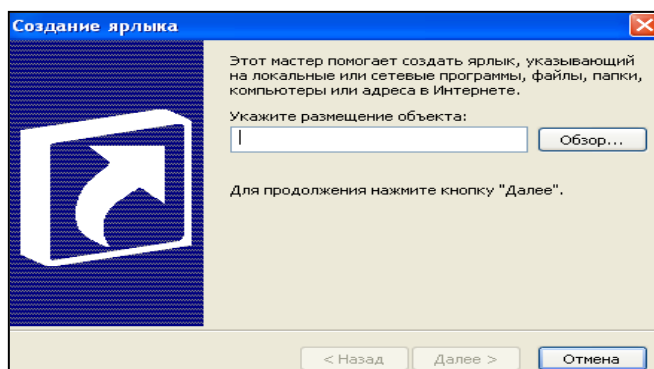 Создание ярлыка
Этот мастер помогает создать ярлык, указывающий
на локальные или сетевые программы, файлы, папки,
компьютеры или адреса в Интернете.
Укажите размещение объекта:
Обзор...
Для продолжения нажмите кнопку "Далее".
< Назад
Далее >
Отмена